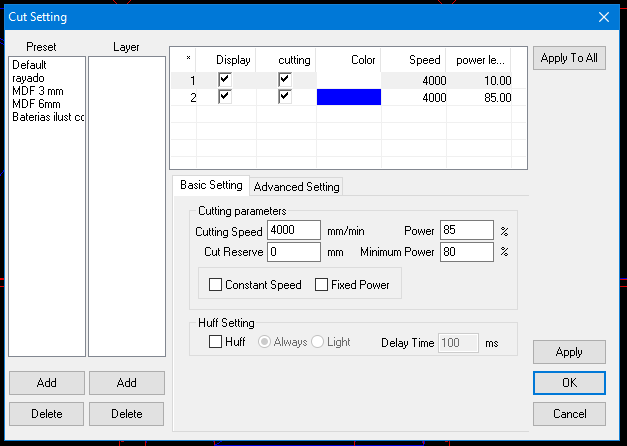 Cut Setting
Preset
Layer
Default
rayado
MDF 3 mm
MDF 6mm
Baterias ilust co
Add
Add
Delete
Delete
* Display cutting Color Speed power le...
1 4000 10.00
2 4000 85.00
Apply To All
Basic Setting
Advanced Setting
Cutting parameters
Cutting Speed 4000 mm/min Power 85 %
Cut Reserve 0 mm Minimum Power 80 %
Constant Speed Fixed Power
Huff Setting
Huff Always Light Delay Time 100 ms
Apply
OK
Cancel